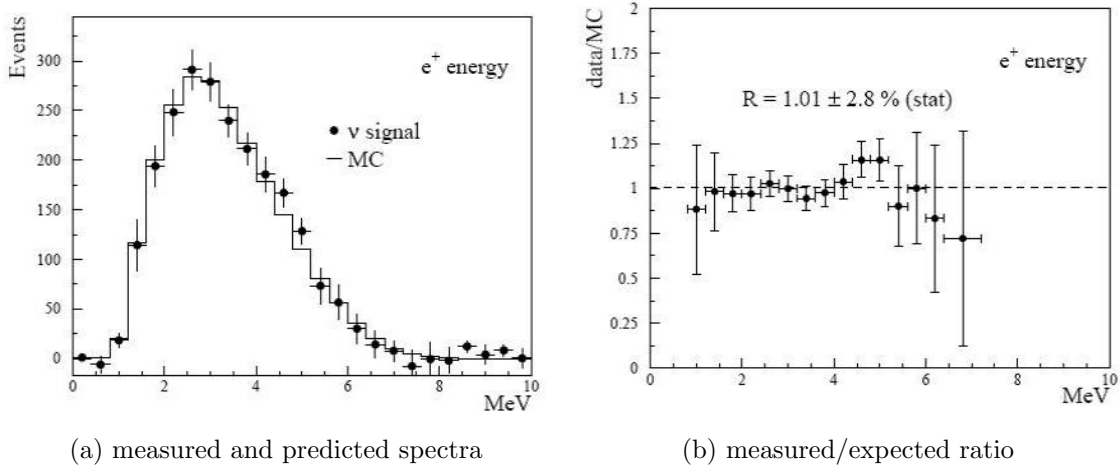 Events
300
250
200
150
100
50
0
e⁺ energy
ν signal
MC
0 2 4 6 8 10
MeV
(a) measured and predicted spectra
data/MC
2
1.75
1.5
1.25
1
0.75
0.5
0.25
0
e⁺ energy
R = 1.01 ± 2.8 % (stat)
0 2 4 6 8 10
MeV
(b) measured/expected ratio